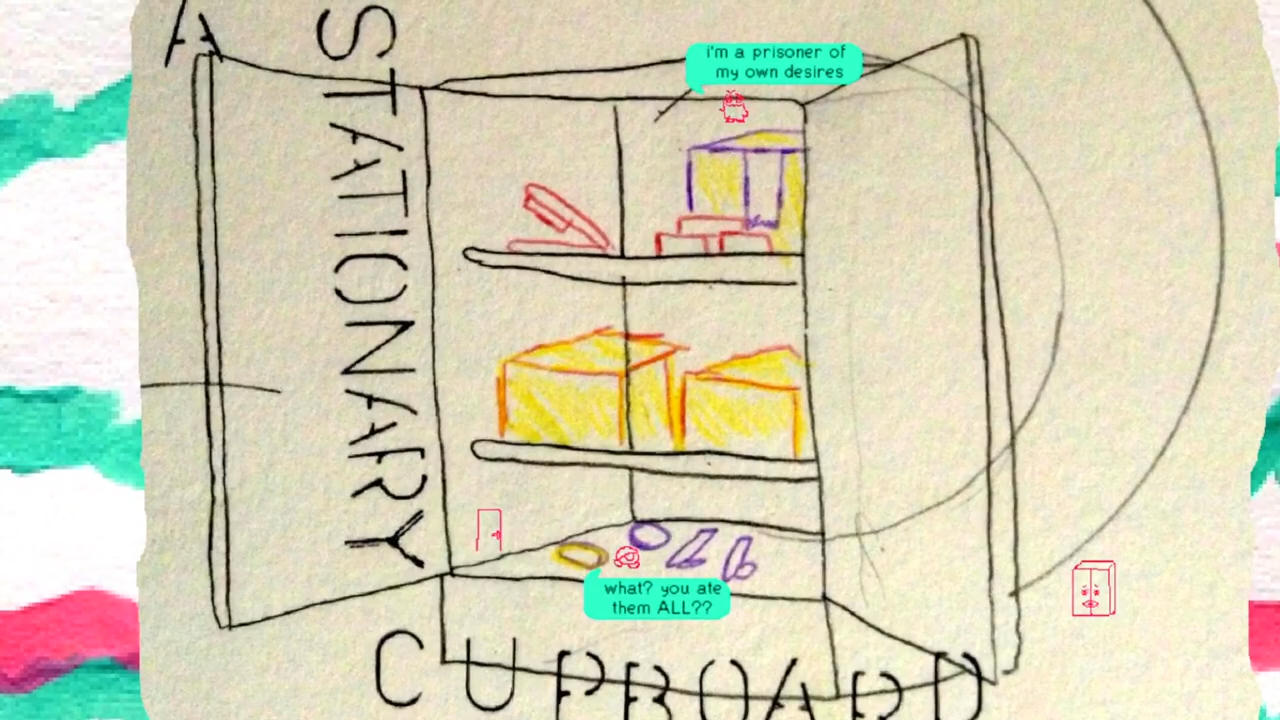 A
STATIONARY
i'm a prisoner of
my own desires
what? you ate
them ALL??
CUPBOARD